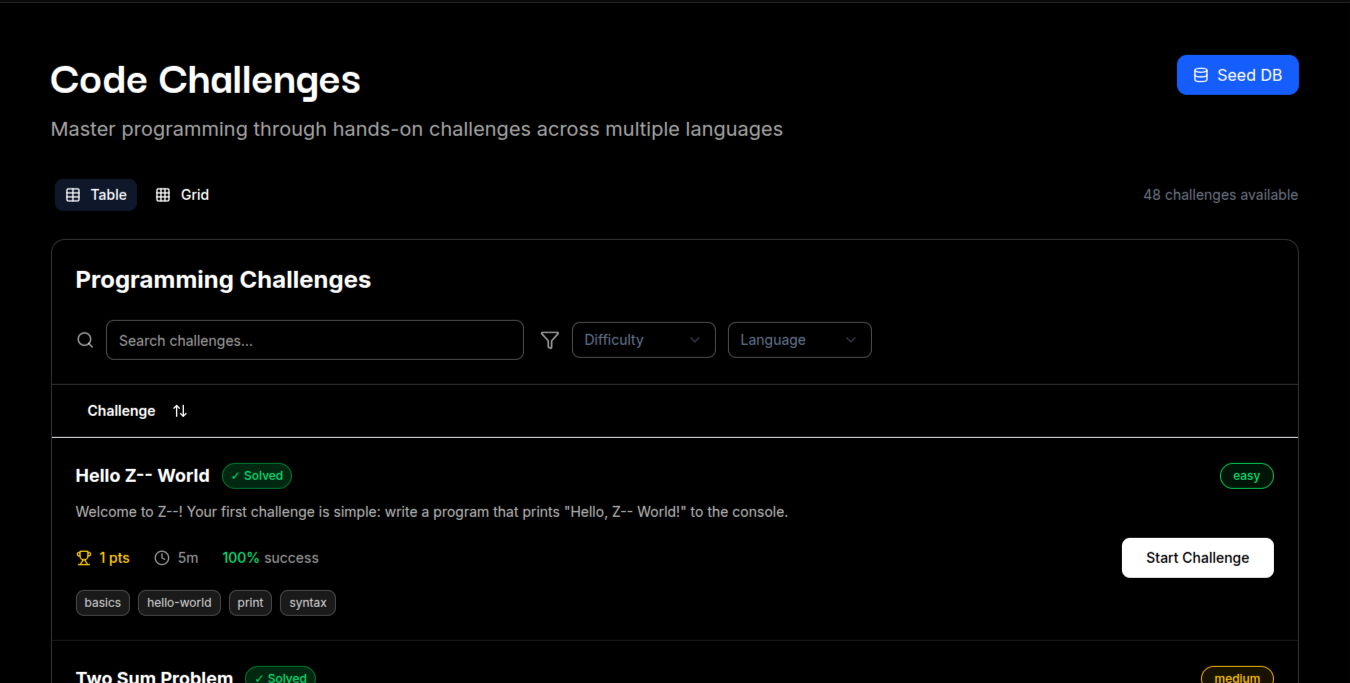 Code Challenges
Seed DB
Master programming through hands-on challenges across multiple languages
Table Grid
48 challenges available
Programming Challenges
Search challenges...
Difficulty
Language
Challenge
Hello Z-- World ✓ Solved
easy
Welcome to Z--! Your first challenge is simple: write a program that prints "Hello, Z-- World!" to the console.
1 pts 5m 100% success
Start Challenge
basics hello-world print syntax
Two Sum Problem ✓ Solved
medium